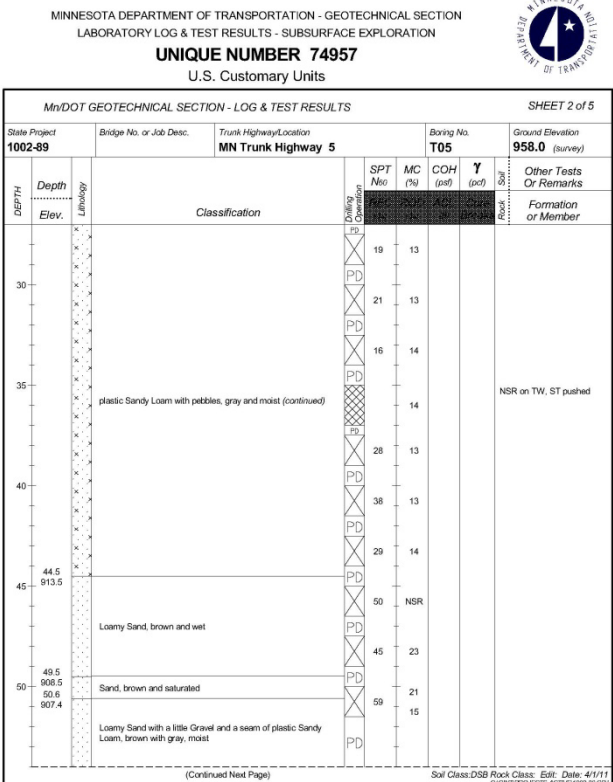 MINNESOTA DEPARTMENT OF TRANSPORTATION - GEOTECHNICAL SECTION
LABORATORY LOG & TEST RESULTS - SUBSURFACE EXPLORATION
UNIQUE NUMBER 74957
U.S. Customary Units
MINNESOTA
DEPARTMENT OF TRANSPORTATION
Mn/DOT GEOTECHNICAL SECTION - LOG & TEST RESULTS SHEET 2 of 5
State Project Bridge No. or Job Desc. Trunk Highway/Location Boring No. Ground Elevation
1002-89 MN Trunk Highway 5 T05 958.0 (survey)
DEPTH Depth Elev. Lithology Classification Drilling Operation SPT N60 MC (%) COH (psf) γ (pcf) Soil Other Tests Or Remarks
Rock Formation or Member
PD
19 13
PD
30
21 13
PD
16 14
PD
35
NSR on TW, ST pushed
plastic Sandy Loam with pebbles, gray and moist (continued) 14
PD
28 13
PD
40
38 13
PD
29 14
44.5 PD
45 913.5
50 NSR
Loamy Sand, brown and wet PD
45 23
49.5 PD
50 908.5 Sand, brown and saturated 21
50.6 59
907.4 15
Loamy Sand with a little Gravel and a seam of plastic Sandy
Loam, brown with gray, moist PD
(Continued Next Page) Soil Class:DSB Rock Class: Edit: Date: 4/1/11